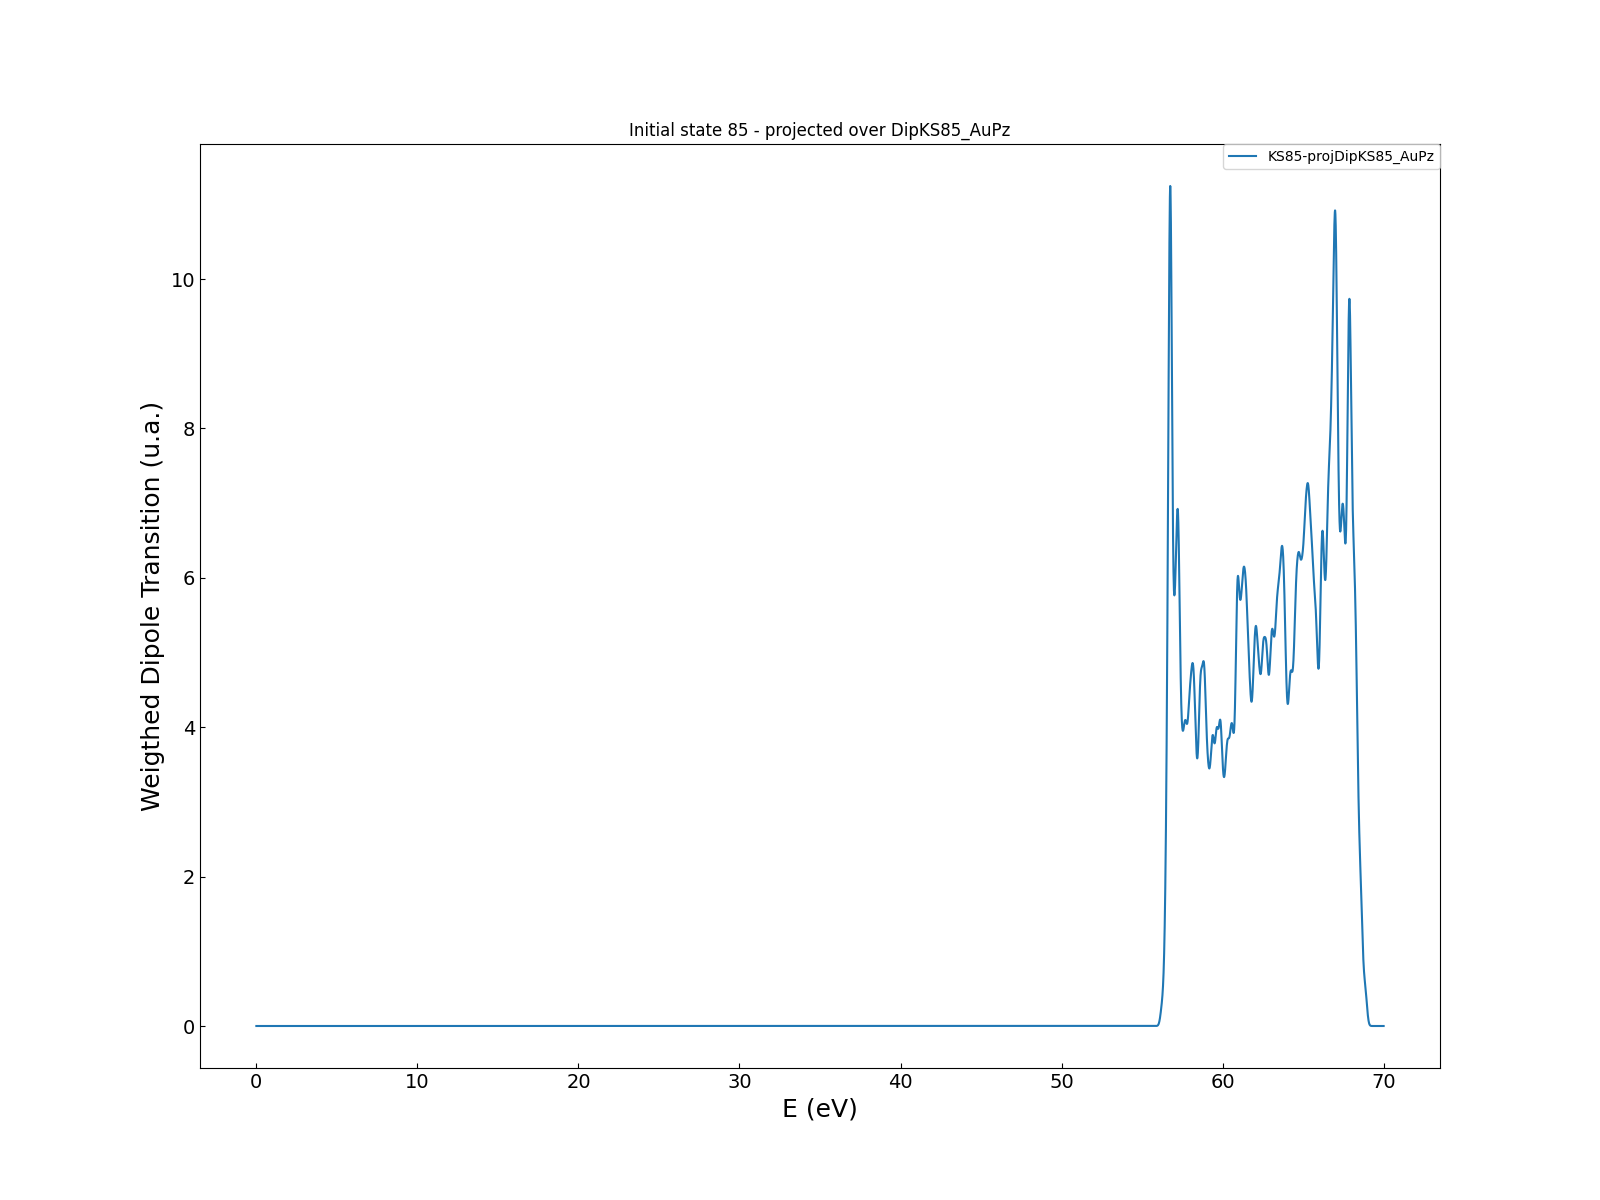 Initial state 85 - projected over DipKS85_AuPz
KS85-projDipKS85_AuPz
Weigthed Dipole Transition (u.a.)
10
8
6
4
2
0
0 10 20 30 40 50 60 70
E (eV)